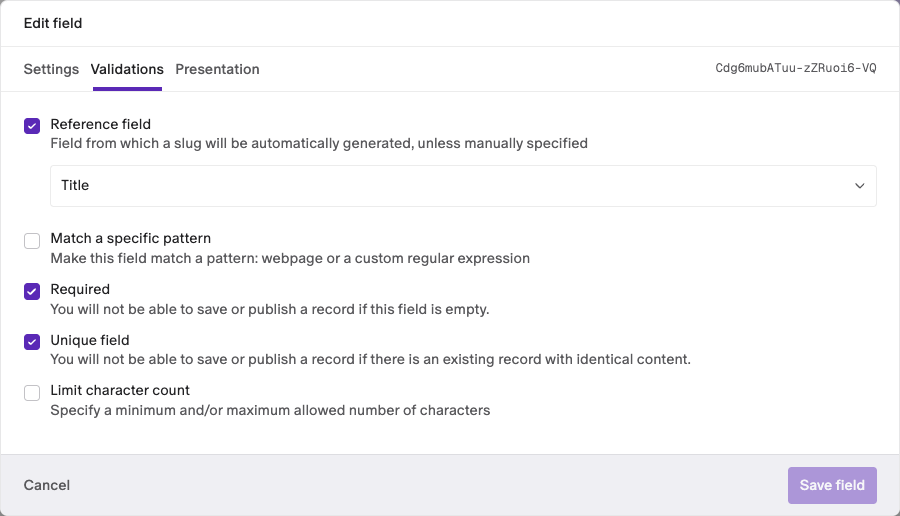 Edit field
Settings Validations Presentation Cdg6mubATuu-zZRuoi6-VQ
Reference field
Field from which a slug will be automatically generated, unless manually specified
Title
Match a specific pattern
Make this field match a pattern: webpage or a custom regular expression
Required
You will not be able to save or publish a record if this field is empty.
Unique field
You will not be able to save or publish a record if there is an existing record with identical content.
Limit character count
Specify a minimum and/or maximum allowed number of characters
Cancel Save field